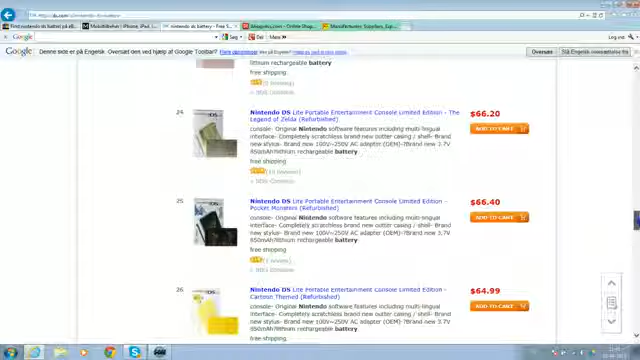 nintendo ds battery
Google
Søg
Del
Mere
Log ind
Google
Denne side er på Engelsk. Oversæt den ved hjælp af Google Toolbar?
Oversæt
lithium rechargeable battery
free shipping
24
Nintendo DS Lite Portable Entertainment Console Limited Edition - The
Legend of Zelda (Refurbished)
$66.20
console- Original Nintendo software features including multi-lingual
interface- Completely scratchless brand new outter casing / shell- Brand
new stylus- Brand new 100V~250V AC adapter (OEM)-?Brand new 3.7V
850mAh?lithium rechargeable battery
ADD TO CART
free shipping
25
Nintendo DS Lite Portable Entertainment Console Limited Edition -
Pocket Monsters (Refurbished)
$66.40
console- Original Nintendo software features including multi-lingual
interface- Completely scratchless brand new outter casing / shell- Brand
new stylus- Brand new 100V~250V AC adapter (OEM)-?Brand new 3.7V
850mAh?lithium rechargeable battery
ADD TO CART
free shipping
26
Nintendo DS Lite Portable Entertainment Console Limited Edition -
Cartoon Themed (Refurbished)
$64.99
console- Original Nintendo software features including multi-lingual
interface- Completely scratchless brand new outter casing / shell- Brand
new stylus- Brand new 100V~250V AC adapter (OEM)-?Brand new 3.7V
850mAh?lithium rechargeable battery
ADD TO CART
free shipping